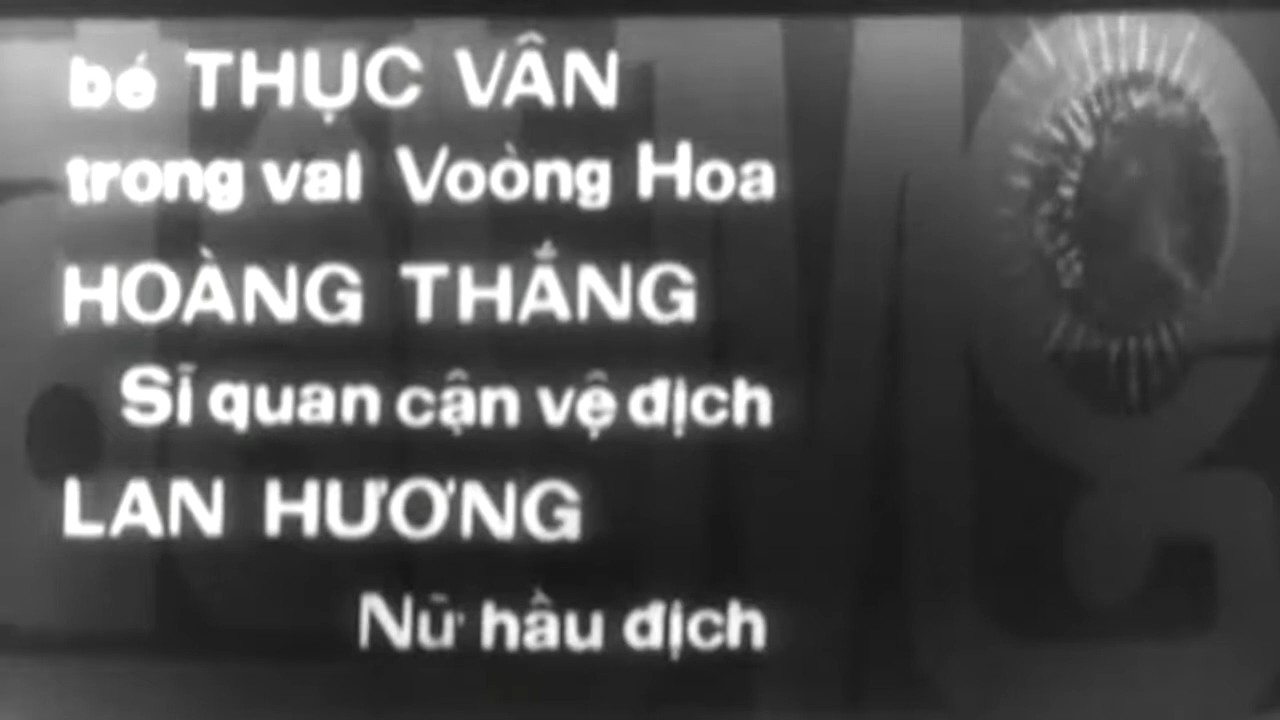 bé THỤC VÂN
trong vai Voòng Hoa
HOÀNG THẮNG
Sĩ quan cận vệ địch
LAN HƯƠNG
Nữ hầu địch